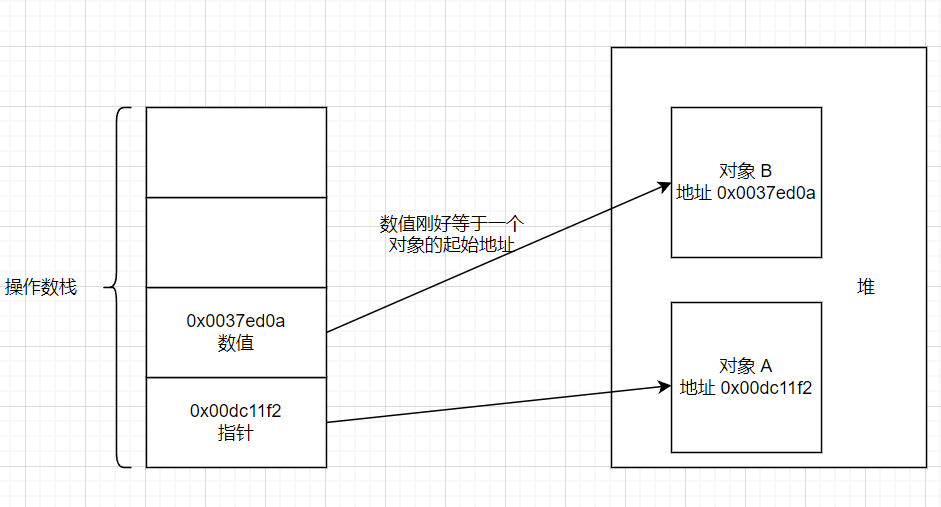 操作数栈
0x0037ed0a
数值
0x00dc11f2
指针
数值刚好等于一个
对象的起始地址
对象 B
地址 0x0037ed0a
堆
对象 A
地址 0x00dc11f2